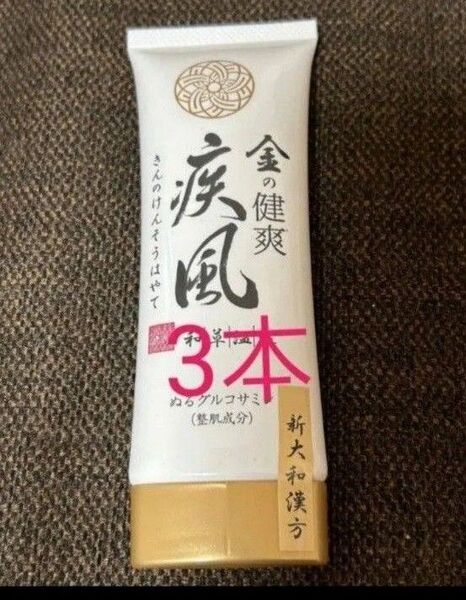 金の健爽
疾風
きんのけんそうはやて
和草
3本
ぬるグルコサミ
(整肌成分)
新大和漢方